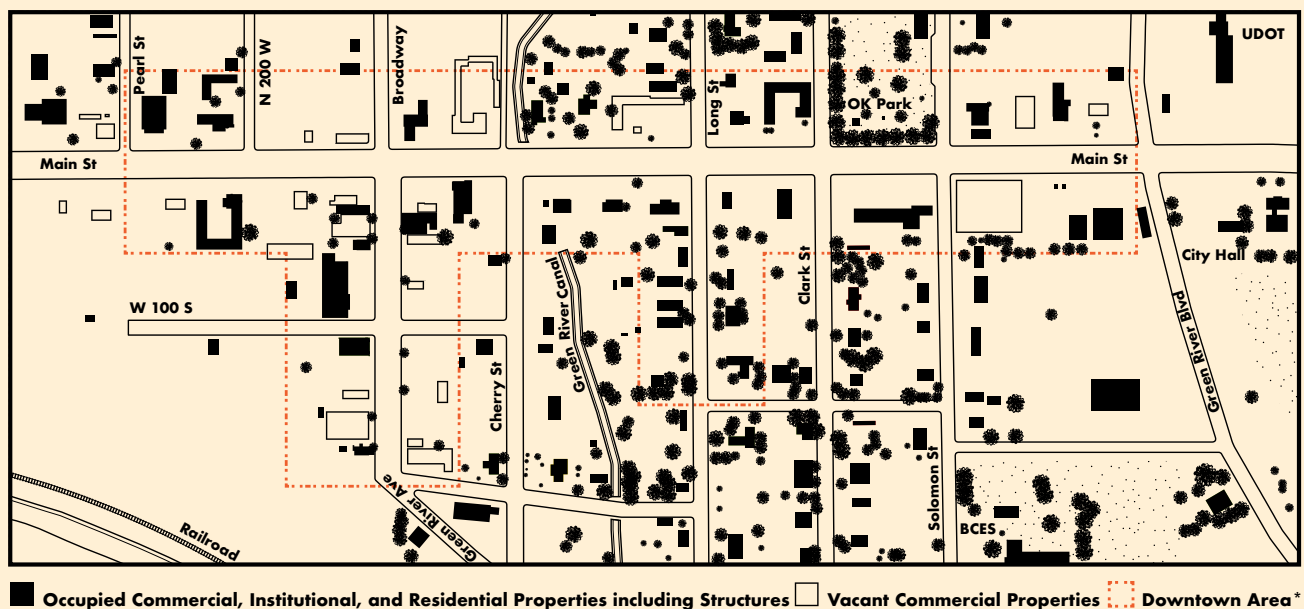 Pearl St
N 200 W
Broddway
Long St
OK Park
UDOT
Main St
Main St
City Hall
Clark St
Green River Canal
W 100 S
Green River Blvd
Cherry St
Solomon St
Green River Ave
Railroad
BCES
Occupied Commercial, Institutional, and Residential Properties including Structures
Vacant Commercial Properties
Downtown Area*